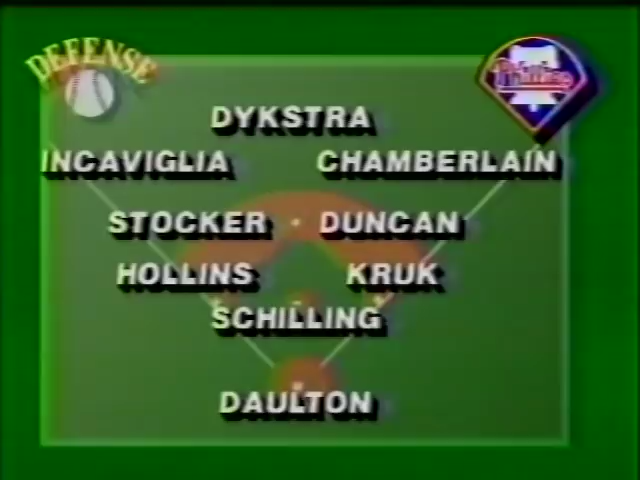 DEFENSE
Phillies
DYKSTRA
INCAVIGLIA CHAMBERLAIN
STOCKER DUNCAN
HOLLINS KRUK
SCHILLING
DAULTON